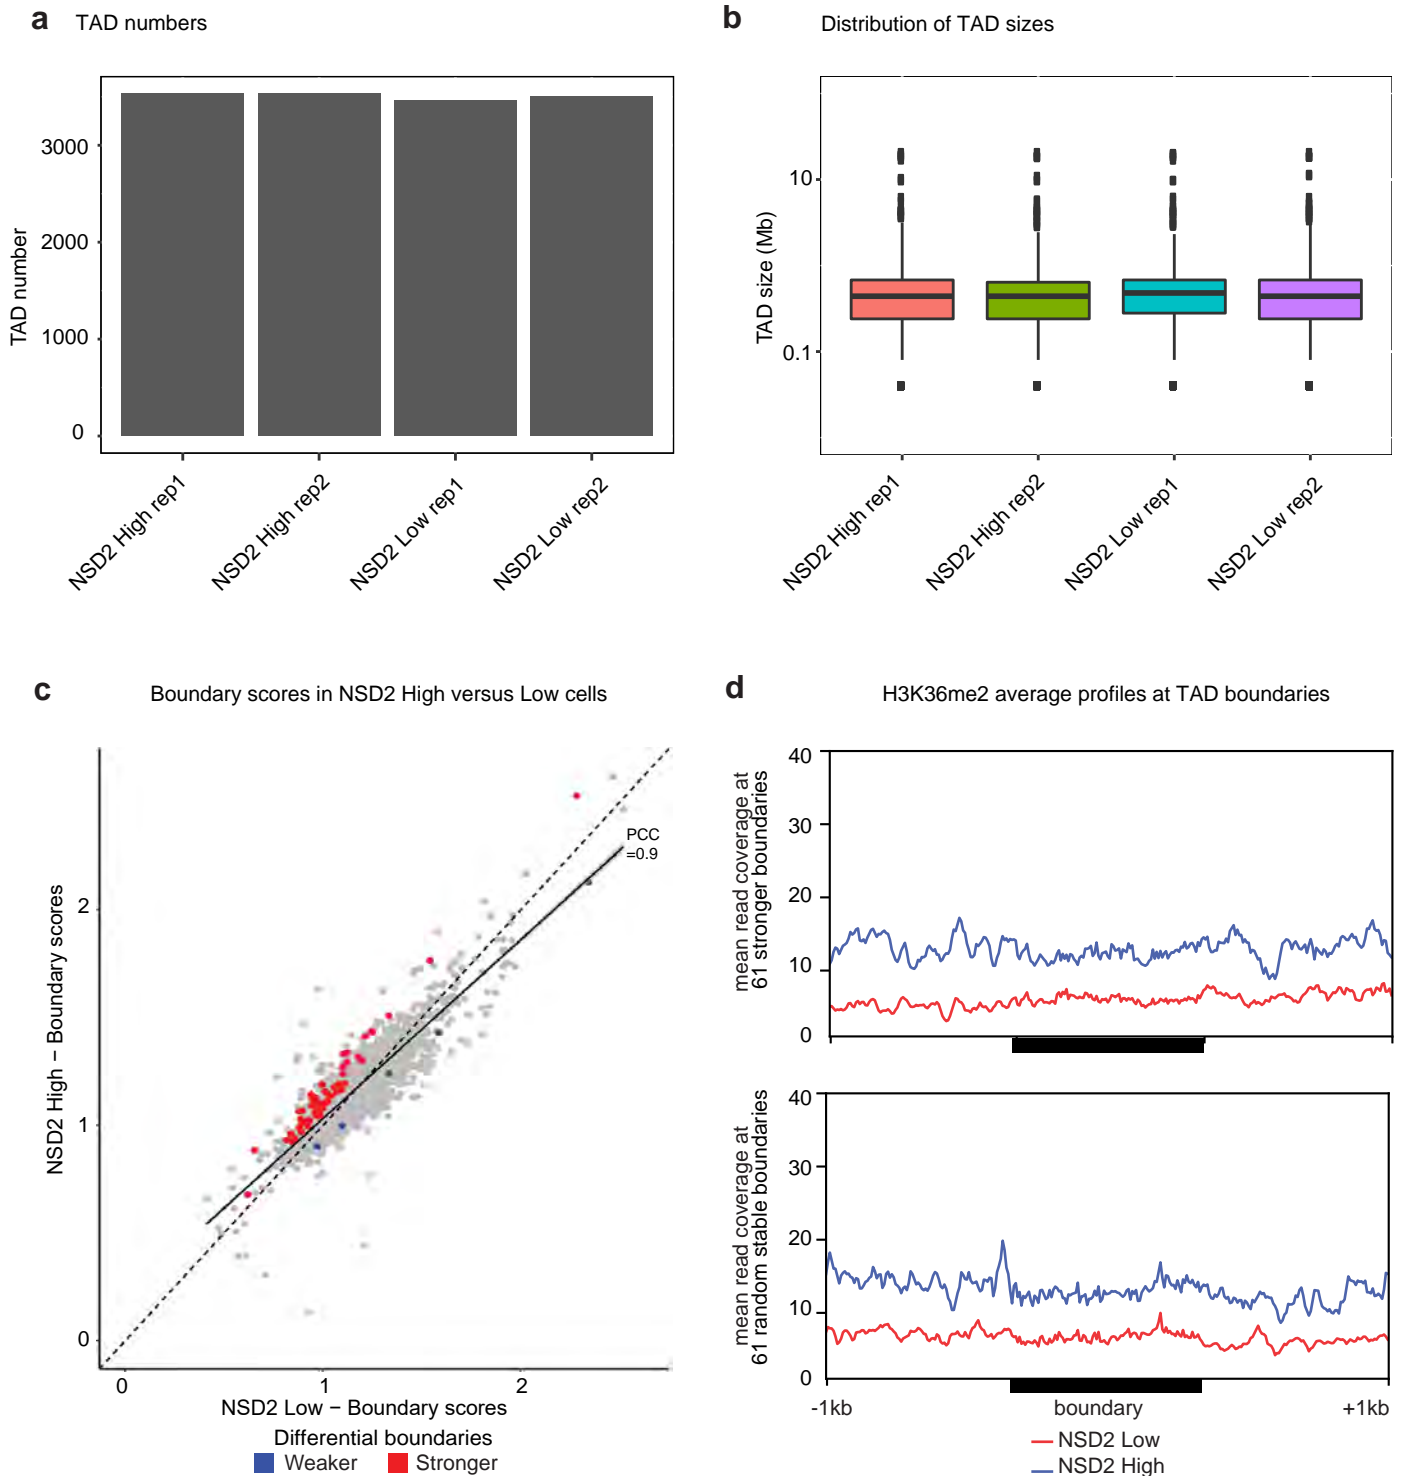 a TAD numbers
TAD number
3000
2000
1000
0
NSD2 High rep1
NSD2 High rep2
NSD2 Low rep1
NSD2 Low rep2
b Distribution of TAD sizes
TAD size (Mb)
10
0.1
NSD2 High rep1
NSD2 High rep2
NSD2 Low rep1
NSD2 Low rep2
c Boundary scores in NSD2 High versus Low cells
NSD2 High − Boundary scores
2
1
0
PCC
=0.9
0 1 2
NSD2 Low − Boundary scores
Differential boundaries
Weaker Stronger
d H3K36me2 average profiles at TAD boundaries
mean read coverage at
61 stronger boundaries
40
30
20
10
0
mean read coverage at
61 random stable boundaries
40
30
20
10
0
-1kb boundary +1kb
NSD2 Low
NSD2 High